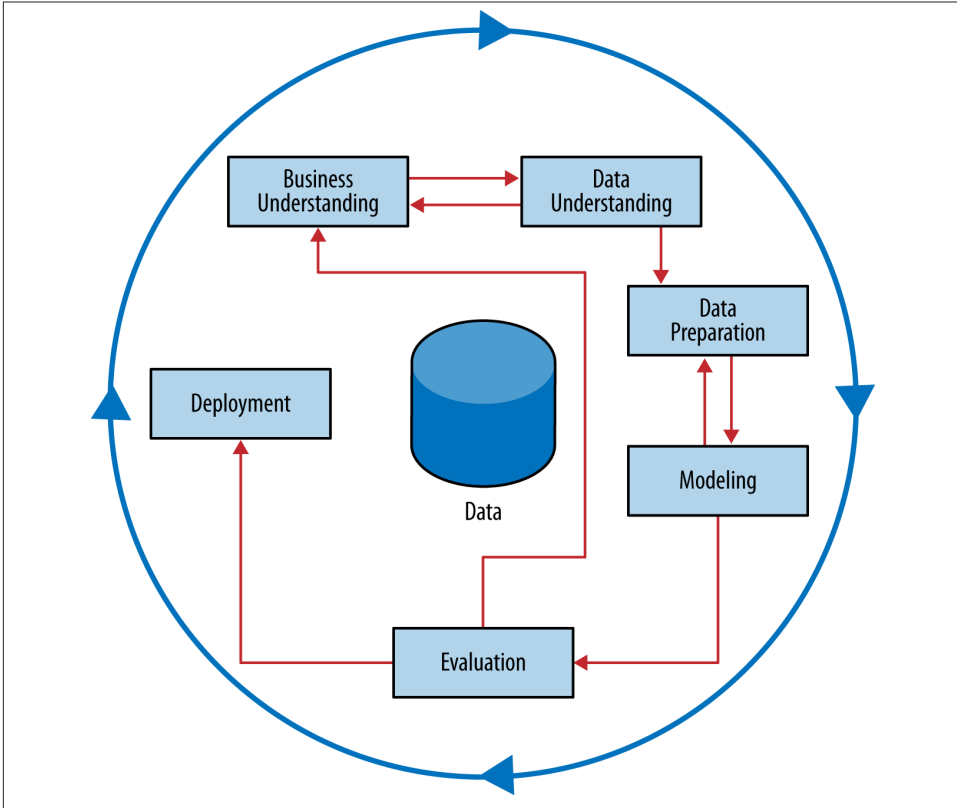 Business
Understanding
Data
Understanding
Data
Preparation
Deployment
Modeling
Data
Evaluation